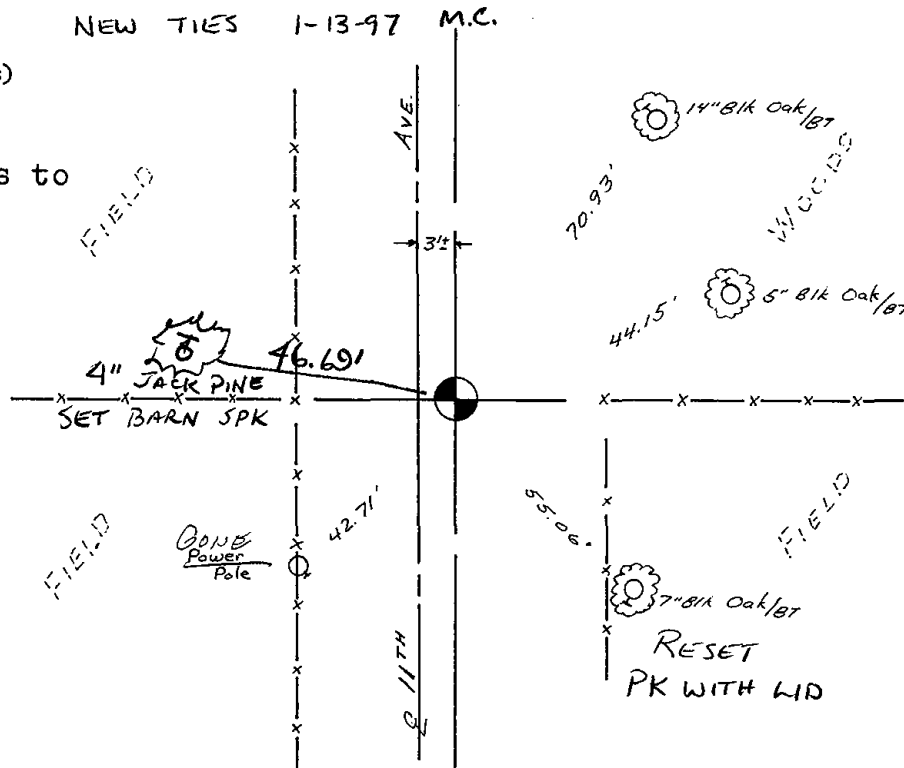 NEW TIES 1-13-97 M.C.
)
s to
FIELD
AVE.
3'±
14" Blk Oak/BT
WOODS
70.93'
5" Blk Oak/BT
44.15'
46.69'
4" JACK PINE
SET BARN SPK
FIELD
GONE
Power
Pole
42.71'
55.06'
FIELD
7" Blk Oak/BT
RESET
PK WITH LID
℄ 11TH